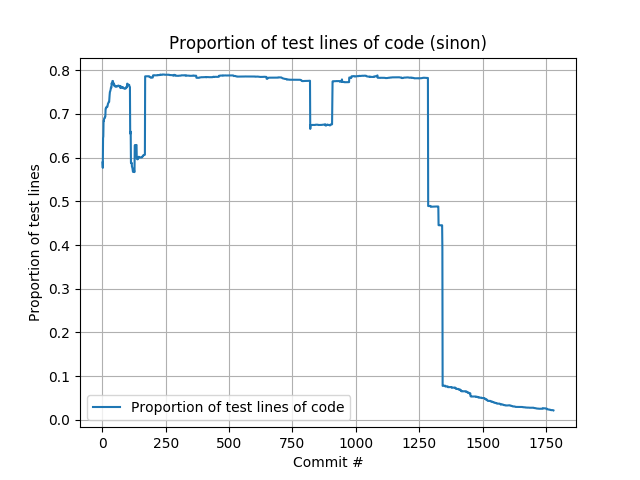 Proportion of test lines of code (sinon)
Proportion of test lines
0.8
0.7
0.6
0.5
0.4
0.3
0.2
0.1
0.0
Proportion of test lines of code
0 250 500 750 1000 1250 1500 1750
Commit #